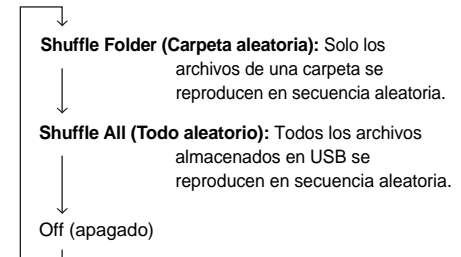 Shuffle Folder (Carpeta aleatoria): Solo los
archivos de una carpeta se
reproducen en secuencia aleatoria.
Shuffle All (Todo aleatorio): Todos los archivos
almacenados en USB se
reproducen en secuencia aleatoria.
Off (apagado)